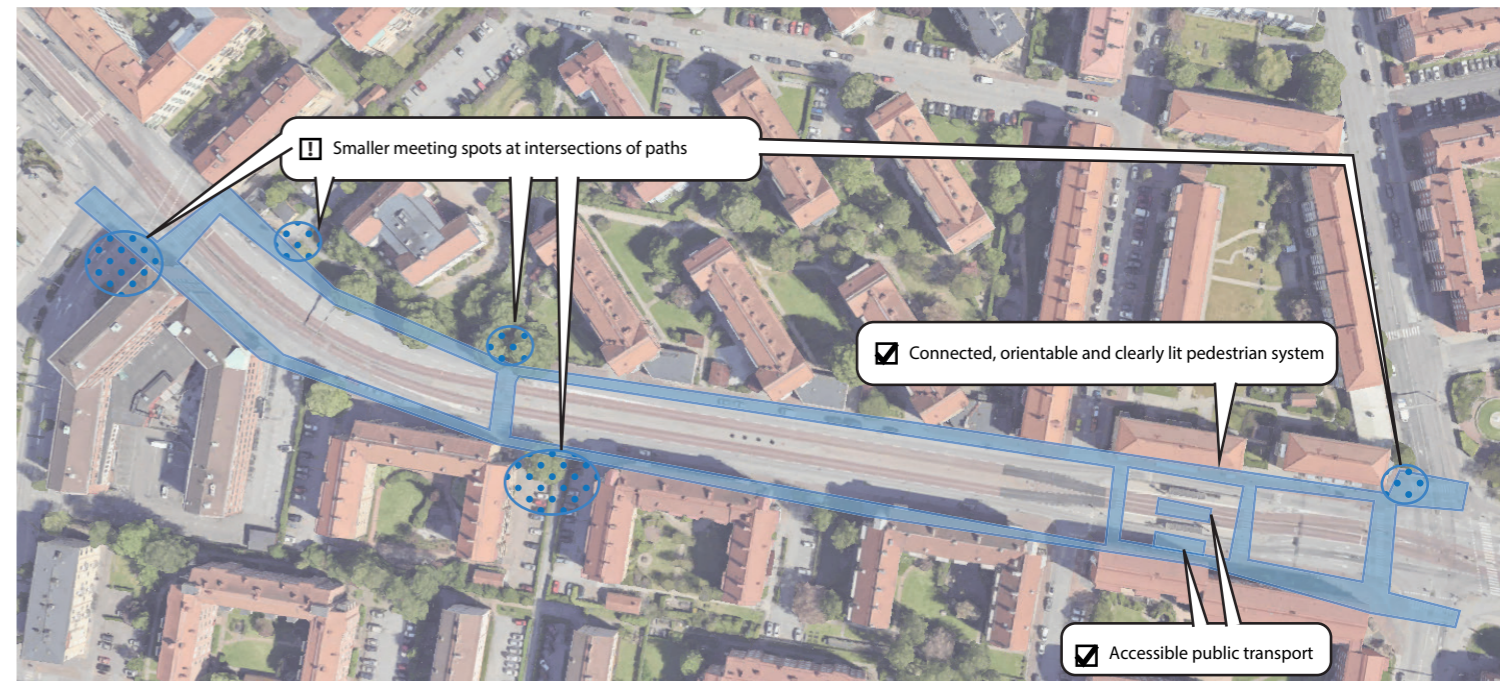 ! Smaller meeting spots at intersections of paths
Connected, orientable and clearly lit pedestrian system
Accessible public transport